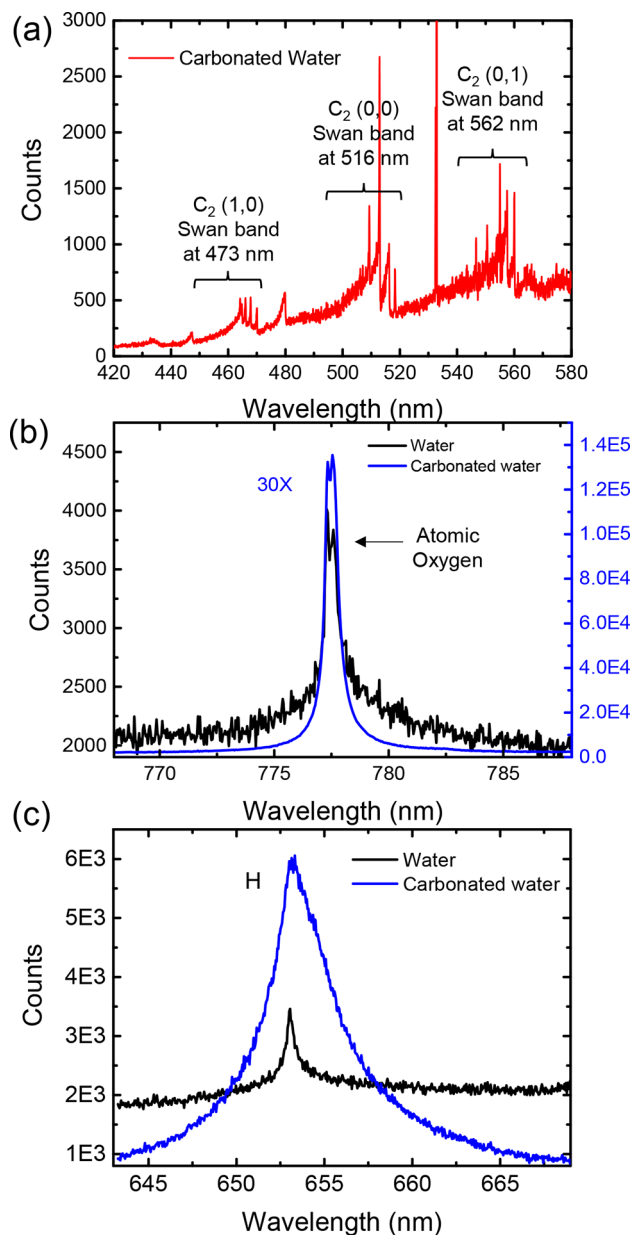 (a)
3000
2500
2000
1500
1000
500
0
Counts
Carbonated Water
C₂ (1,0)
Swan band
at 473 nm
C₂ (0,0)
Swan band
at 516 nm
C₂ (0,1)
Swan band
at 562 nm
420 440 460 480 500 520 540 560 580
Wavelength (nm)
(b)
4500
4000
3500
3000
2500
2000
Counts
Water
Carbonated water
30X
Atomic
Oxygen
1.4E5
1.2E5
1.0E5
8.0E4
6.0E4
4.0E4
2.0E4
0.0
770 775 780 785
Wavelength (nm)
(c)
6E3
5E3
4E3
3E3
2E3
1E3
Counts
H
Water
Carbonated water
645 650 655 660 665
Wavelength (nm)